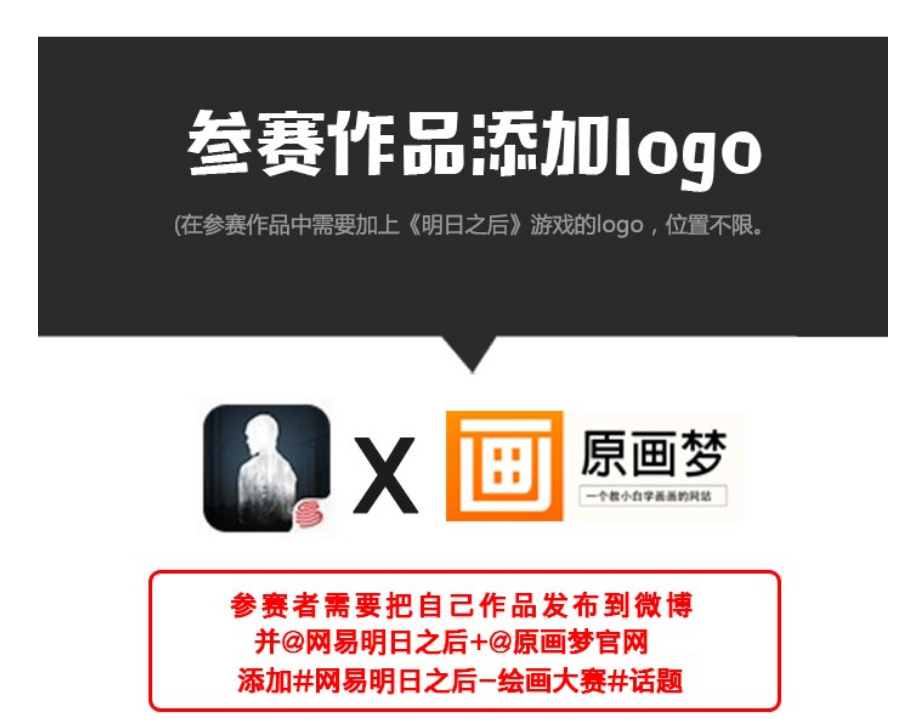 参赛作品添加logo
(在参赛作品中需要加上《明日之后》游戏的logo，位置不限。
X
画
原画梦
一个教小白学画画的网站
参赛者需要把自己作品发布到微博
并@网易明日之后+@原画梦官网
添加#网易明日之后-绘画大赛#话题